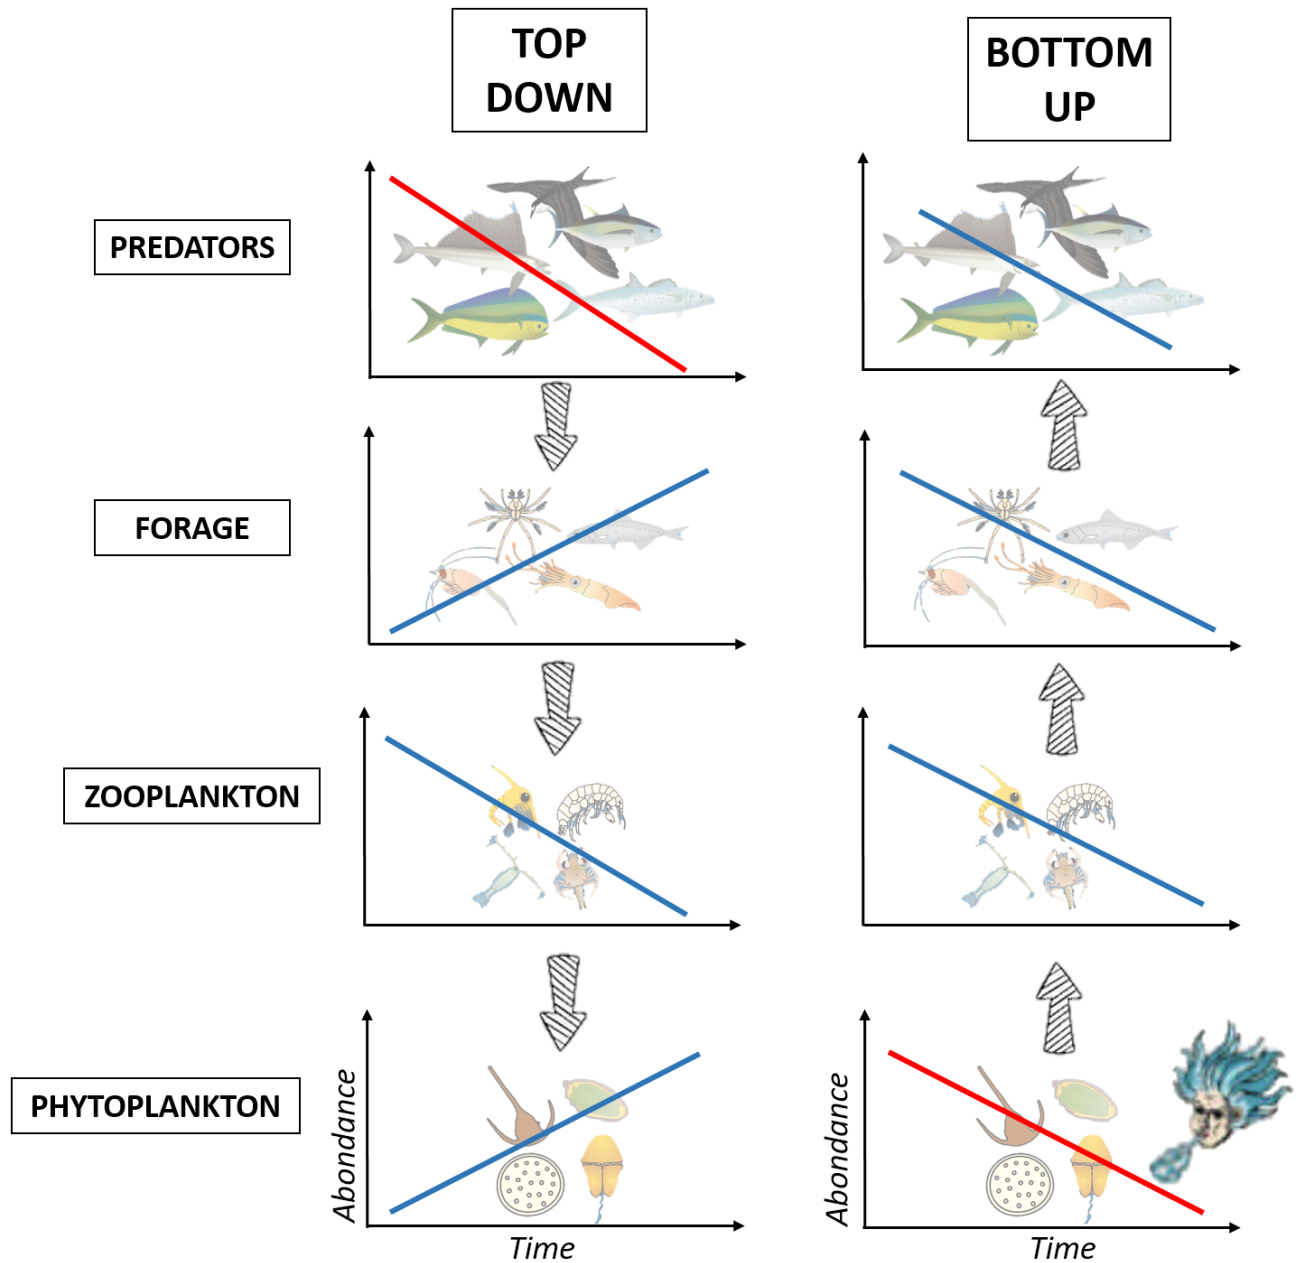 TOP
DOWN
BOTTOM
UP
PREDATORS
FORAGE
ZOOPLANKTON
PHYTOPLANKTON
Abondance
Time
Abondance
Time